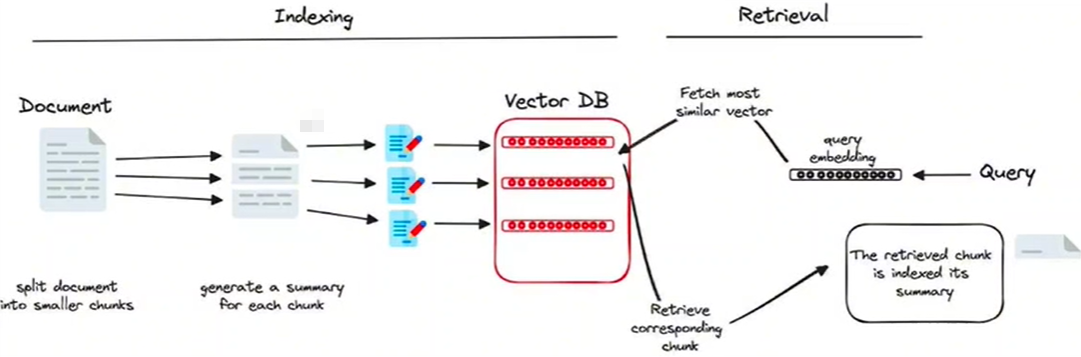 Indexing
Retrieval
Document
Vector DB
Fetch most
similar vector
query
embedding
Query
split document
into smaller chunks
generate a summary
for each chunk
Retrieve
corresponding
chunk
The retrieved chunk
is indexed its
summary